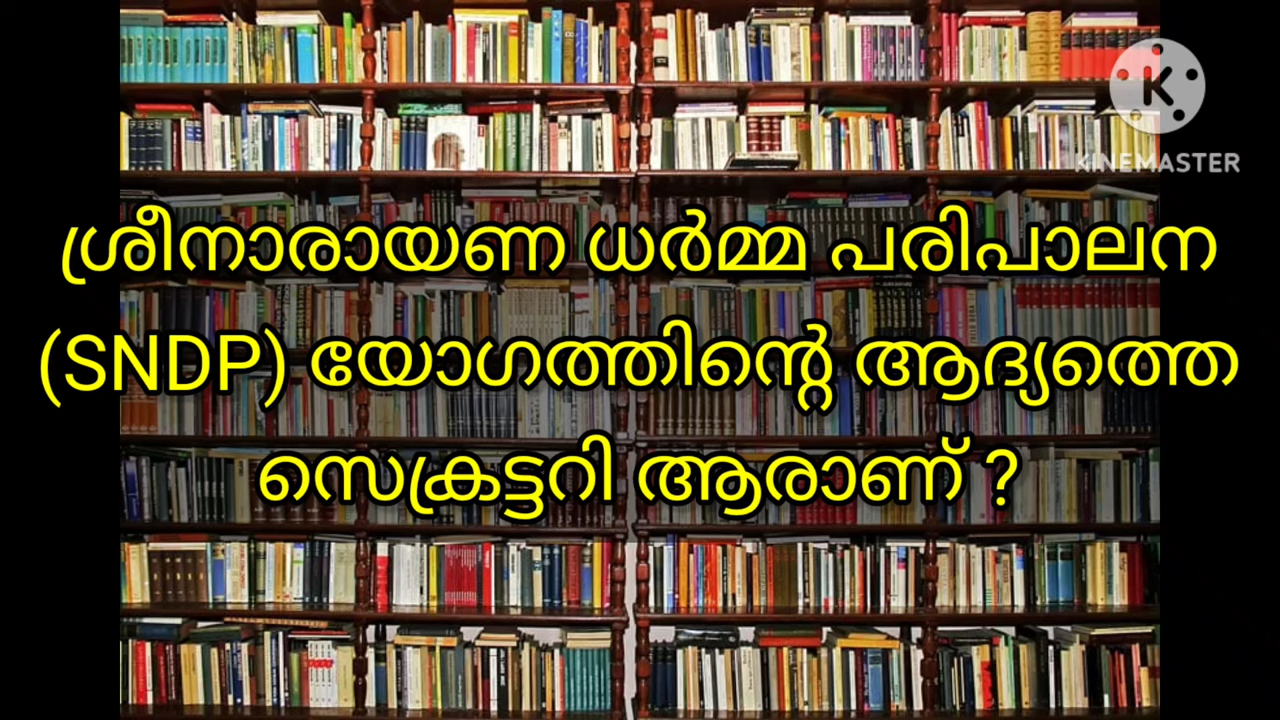 KINEMASTER
ശ്രീനാരായണ ധർമ്മ പരിപാലന
(SNDP) യോഗത്തിന്റെ ആദ്യത്തെ
സെക്രട്ടറി ആരാണ് ?